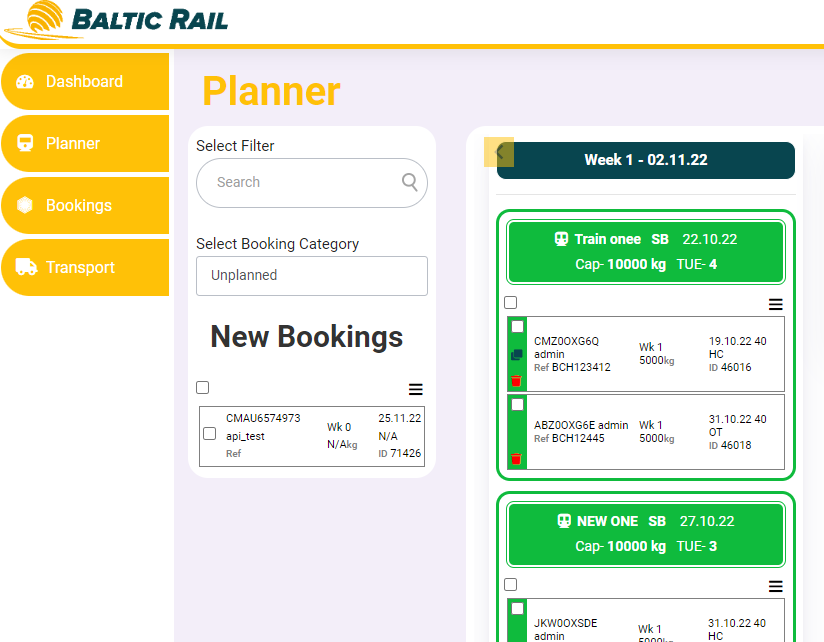 BALTIC RAIL
Dashboard
Planner
Bookings
Transport
Planner
Select Filter
Search
Select Booking Category
Unplanned
New Bookings
CMAU6574973
api_test
Ref
Wk 0
N/Akg
25.11.22
N/A
ID 71426
Week 1 - 02.11.22
Train onee SB 22.10.22
Cap- 10000 kg TUE- 4
CMZ0OXG6Q
admin
Ref BCH123412
Wk 1
5000kg
19.10.22 40
HC
ID 46016
ABZ0OXG6E admin
Ref BCH12445
Wk 1
5000kg
31.10.22 40
OT
ID 46018
NEW ONE SB 27.10.22
Cap- 10000 kg TUE- 3
JKW0OXSDE
admin
Wk 1
5000kg
31.10.22 40
HC